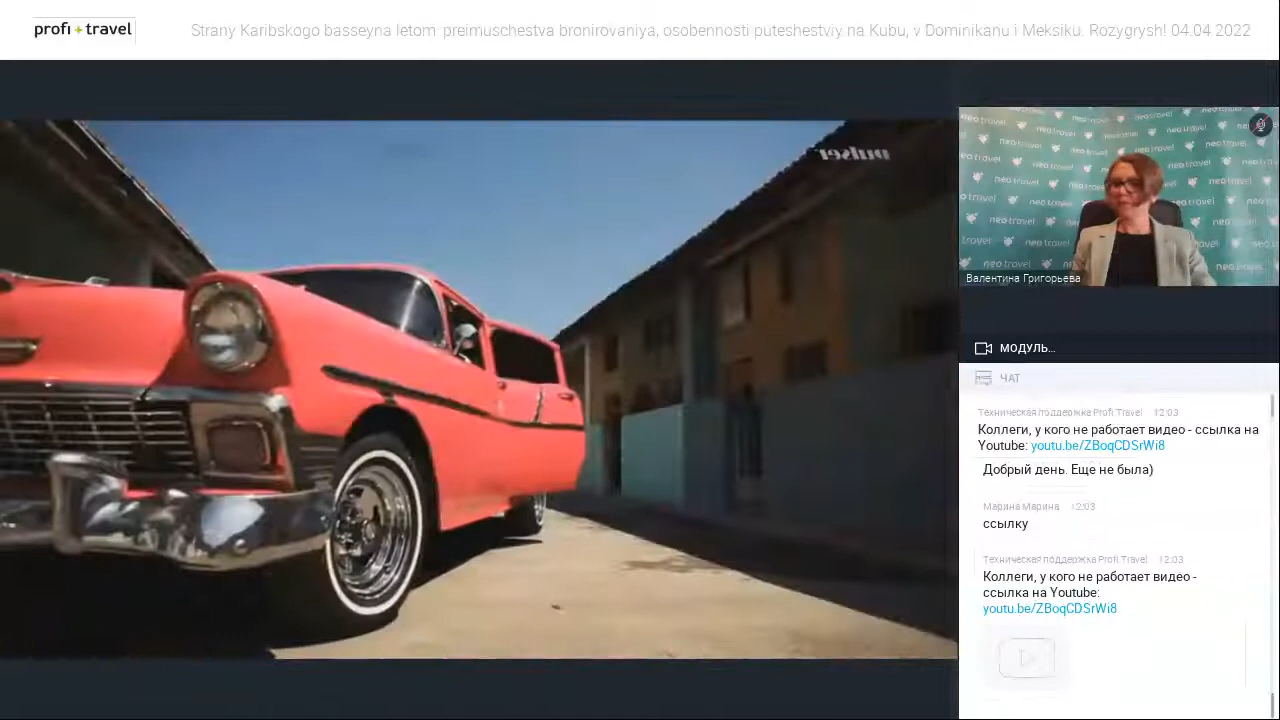 profi travel
Strany Karibskogo basseyna letom preimuschestva bronirovaniya, osobennosti puteshestviy na Kubu, v Dominikanu i Meksiku. Rozygrysh! 04.04 2022
pulser
neo travel
Валентина Григорьева
МОДУЛЬ...
ЧАТ
Техническая поддержка Profi Travel 12:03
Коллеги, у кого не работает видео - ссылка на
Youtube: youtu.be/ZBoqCDSrWi8
Добрый день. Еще не была)
Марина Марина 12:03
ссылку
Техническая поддержка Profi Travel 12:03
Коллеги, у кого не работает видео -
ссылка на Youtube:
youtu.be/ZBoqCDSrWi8